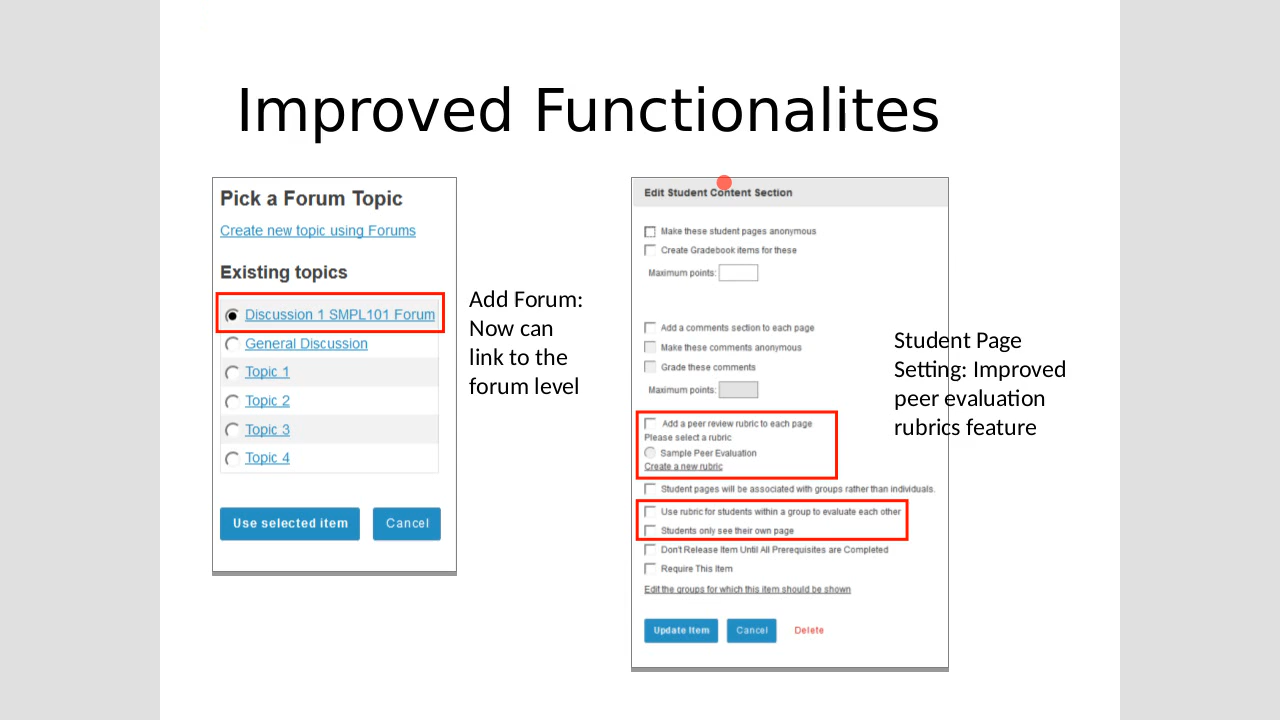 Improved Functionalites
Pick a Forum Topic
Create new topic using Forums
Existing topics
Discussion 1 SMPL101 Forum
General Discussion
Topic 1
Topic 2
Topic 3
Topic 4
Use selected item
Cancel
Add Forum:
Now can
link to the
forum level
Edit Student Content Section
Make these student pages anonymous
Create Gradebook items for these
Maximum points:
Add a comments section to each page
Make these comments anonymous
Grade these comments
Maximum points:
Add a peer review rubric to each page
Please select a rubric
Sample Peer Evaluation
Create a new rubric
Student pages will be associated with groups rather than individuals.
Use rubric for students within a group to evaluate each other
Students only see their own page
Don't Release Item Until All Prerequisites are Completed
Require This Item
Edit the groups for which this item should be shown
Update Item
Cancel
Delete
Student Page
Setting: Improved
peer evaluation
rubrics feature